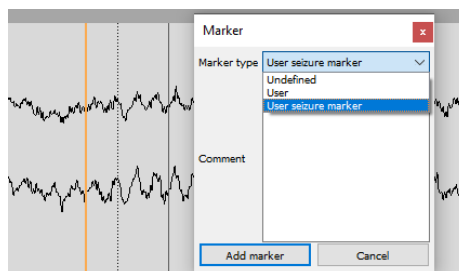 Marker
x
Marker type User seizure marker
Undefined
User
User seizure marker
Comment
Add marker Cancel